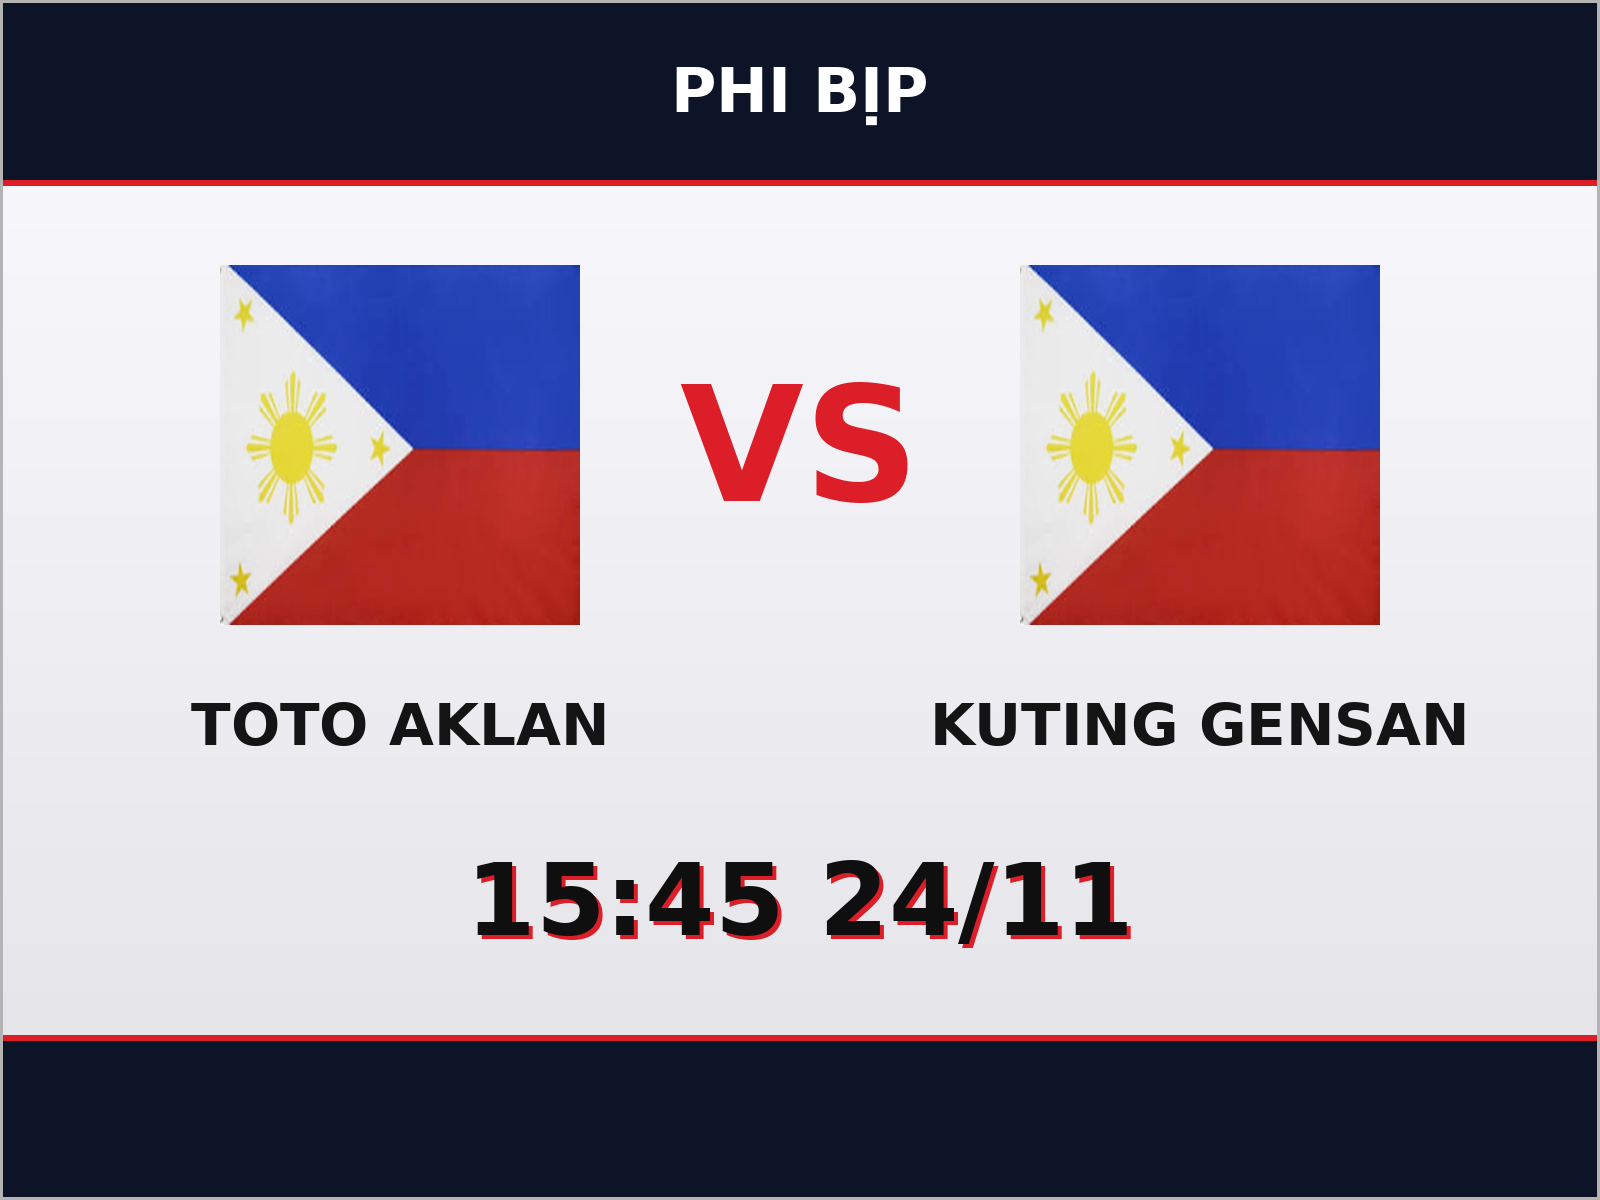 PHI BỊP
VS
TOTO AKLAN
KUTING GENSAN
15:45 24/11